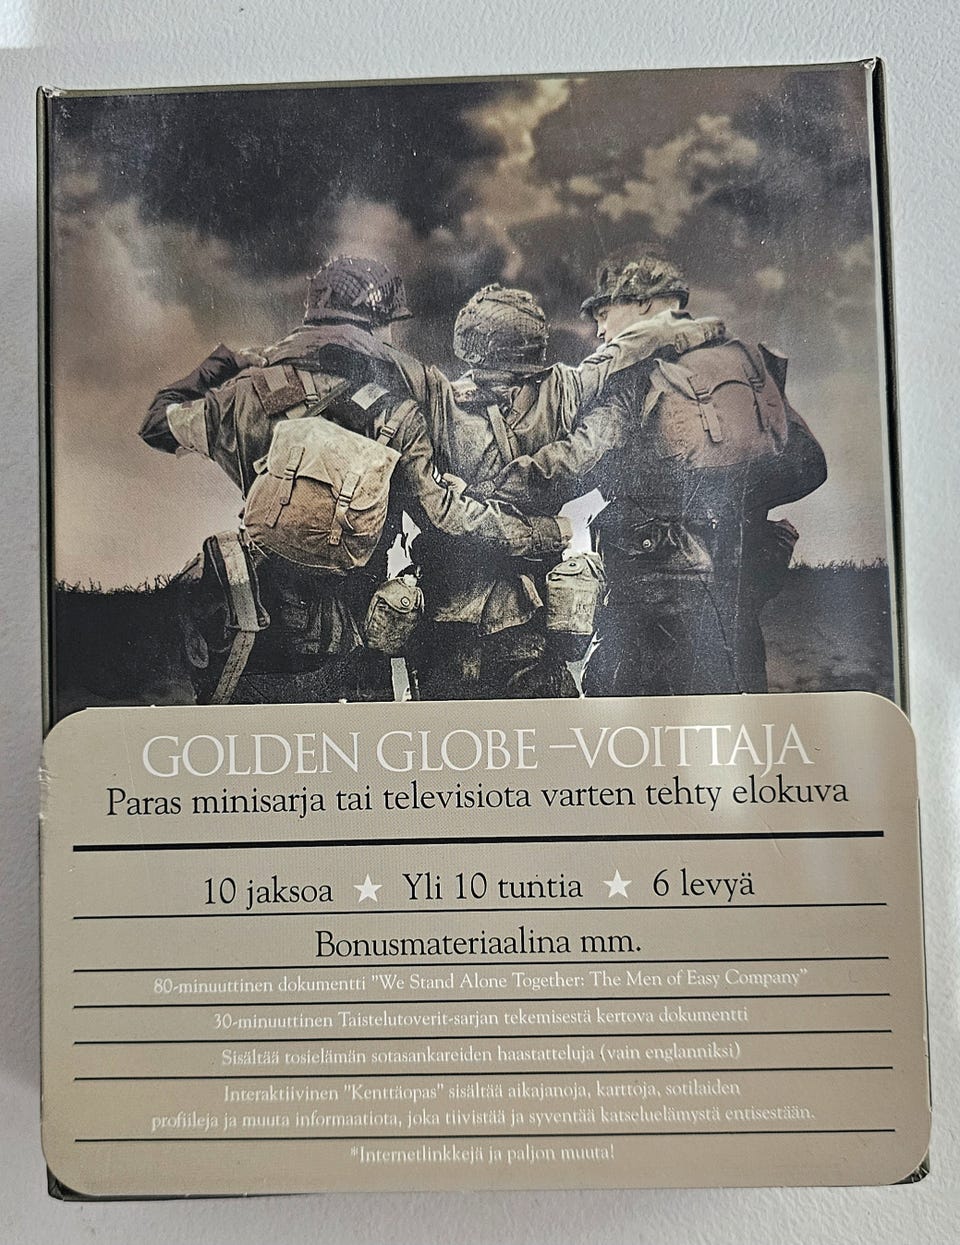 GOLDEN GLOBE –VOITTAJA
Paras minisarja tai televisiota varten tehty elokuva
10 jaksoa ★ Yli 10 tuntia ★ 6 levyä
Bonusmateriaalina mm.
80-minuuttinen dokumentti "We Stand Alone Together: The Men of Easy Company"
30-minuuttinen Taistelutoverit-sarjan tekemisestä kertova dokumentti
Sisältää tosielämän sotasankareiden haastatteluja (vain englanniksi)
Interaktiivinen "Kenttäopas" sisältää aikajanoja, karttoja, sotilaiden
profiileja ja muuta informaatiota, joka tiivistää ja syventää katseluelämystä entisestään.
*Internetlinkkejä ja paljon muuta!